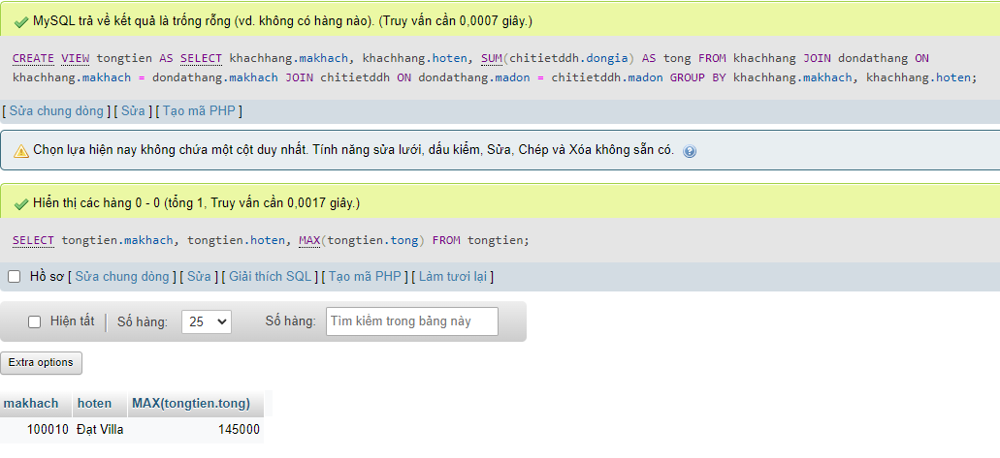 MySQL trả về kết quả là trống rỗng (vd. không có hàng nào). (Truy vấn cần 0,0007 giây.)
CREATE VIEW tongtien AS SELECT khachhang.makhach, khachhang.hoten, SUM(chitietddh.dongia) AS tong FROM khachhang JOIN dondathang ON
khachhang.makhach = dondathang.makhach JOIN chitietddh ON dondathang.madon = chitietddh.madon GROUP BY khachhang.makhach, khachhang.hoten;
[ Sửa chung dòng ] [ Sửa ] [ Tạo mã PHP ]
Chọn lựa hiện nay không chứa một cột duy nhất. Tính năng sửa lưới, dấu kiểm, Sửa, Chép và Xóa không sẵn có.
Hiển thị các hàng 0 - 0 (tổng 1, Truy vấn cần 0,0017 giây.)
SELECT tongtien.makhach, tongtien.hoten, MAX(tongtien.tong) FROM tongtien;
Hồ sơ [ Sửa chung dòng ] [ Sửa ] [ Giải thích SQL ] [ Tạo mã PHP ] [ Làm tươi lại ]
Hiện tất | Số hàng: 25 Số hàng: Tìm kiếm trong bảng này
Extra options
makhach hoten MAX(tongtien.tong)
100010 Đạt Villa 145000